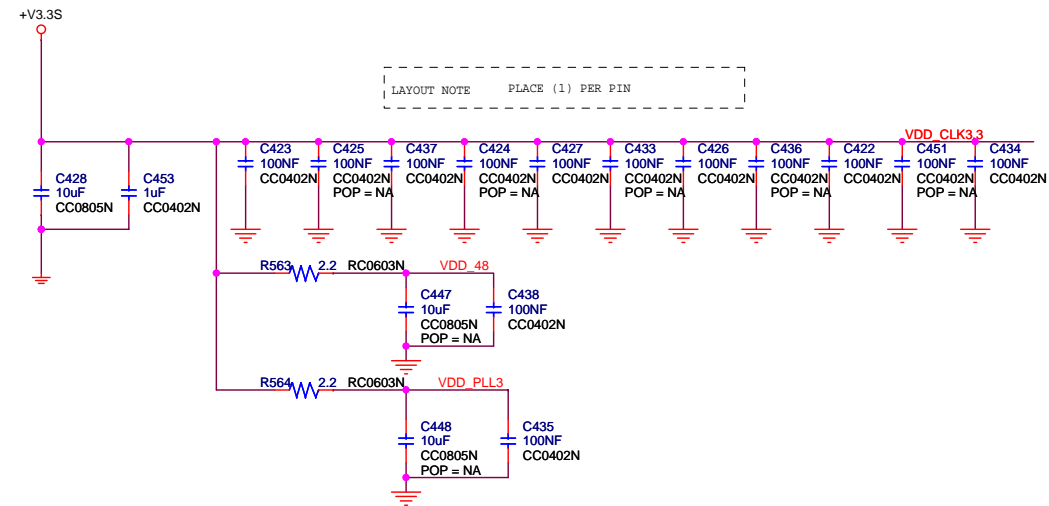 +V3.3S
LAYOUT NOTE PLACE (1) PER PIN
VDD_CLK3.3
C423 C425 C437 C424 C427 C433 C426 C436 C422 C451 C434
100NF 100NF 100NF 100NF 100NF 100NF 100NF 100NF 100NF 100NF 100NF
CC0402N CC0402N CC0402N CC0402N CC0402N CC0402N CC0402N CC0402N CC0402N CC0402N CC0402N
POP = NA POP = NA POP = NA POP = NA POP = NA
C428 C453
10uF 1uF
CC0805N CC0402N
R563 2.2 RC0603N VDD_48
C447 C438
10uF 100NF
CC0805N CC0402N
POP = NA
R564 2.2 RC0603N VDD_PLL3
C448 C435
10uF 100NF
CC0805N CC0402N
POP = NA